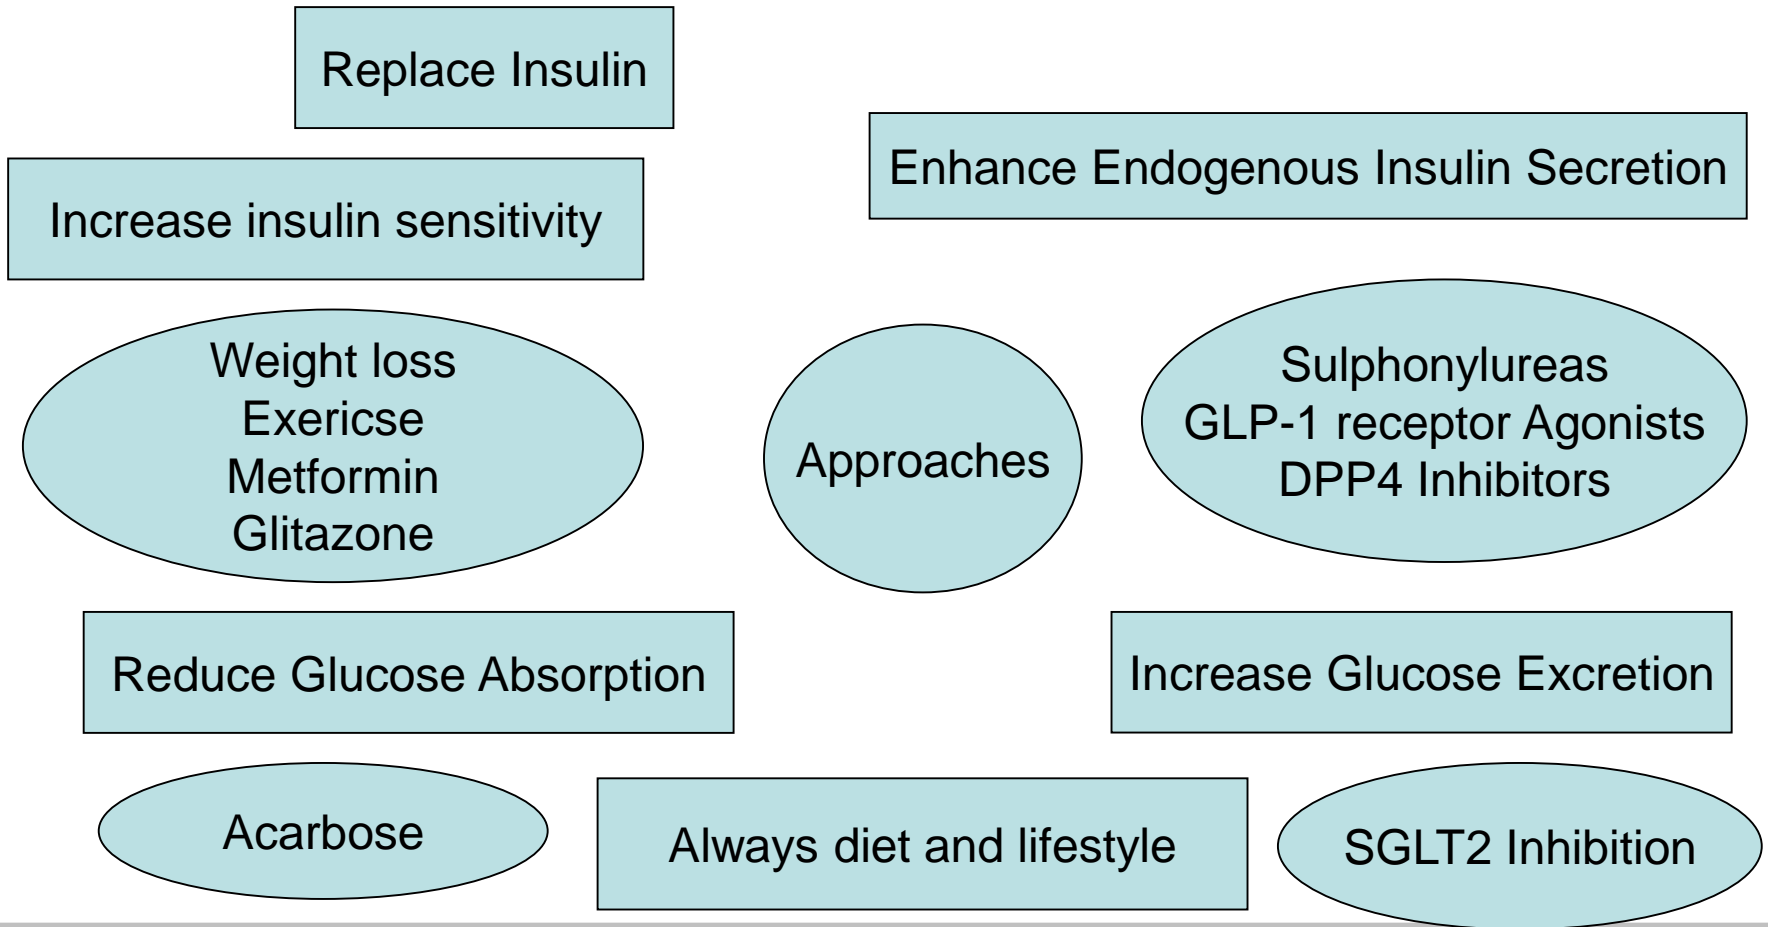 Replace Insulin
Enhance Endogenous Insulin Secretion
Increase insulin sensitivity
Weight loss
Exericse
Metformin
Glitazone
Approaches
Sulphonylureas
GLP-1 receptor Agonists
DPP4 Inhibitors
Reduce Glucose Absorption
Increase Glucose Excretion
Acarbose
Always diet and lifestyle
SGLT2 Inhibition